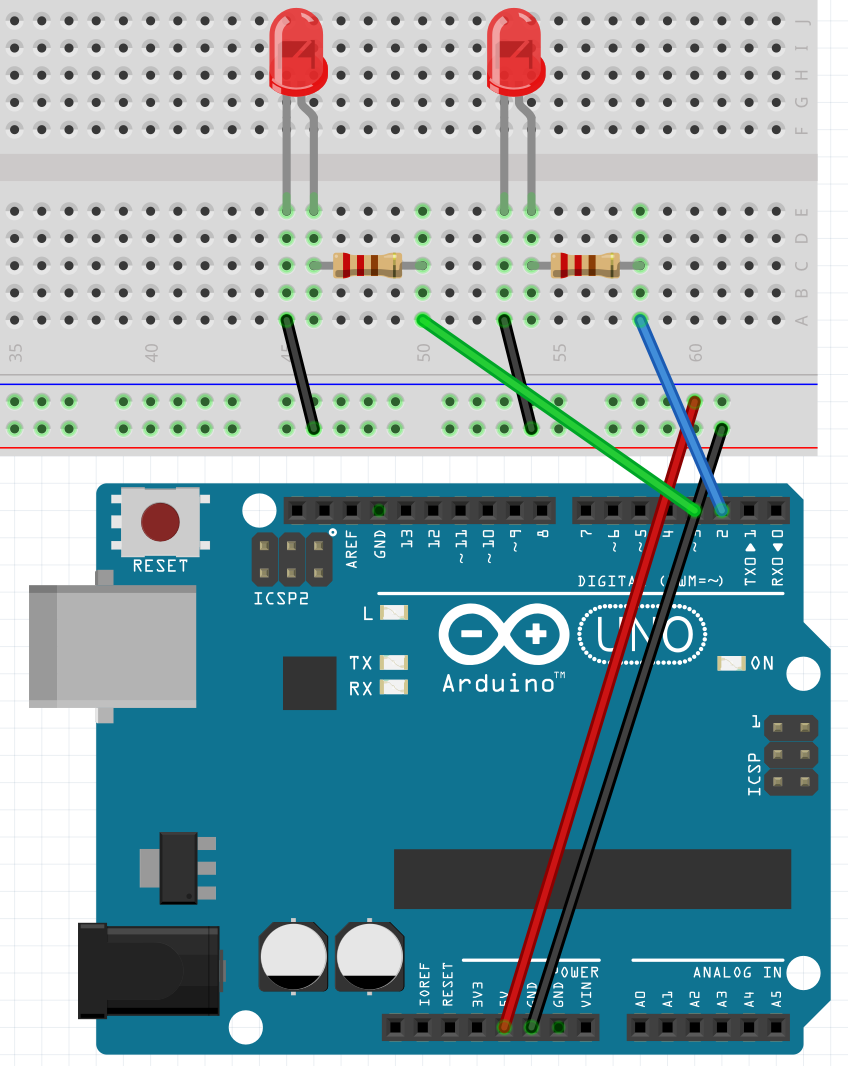 J
I
H
G
F
E
D
C
B
A
35
40
45
50
55
60
RESET
ICSP2
AREF
GND
13
12
~11
~10
~9
8
7
~6
~5
4
~3
2
TX0▶1
RX0◀0
DIGITAL (PWM=~)
L
TX
RX
UNO
Arduino™
ON
1
ICSP
IOREF
RESET
3V3
5V
GND
GND
VIN
POWER
ANALOG IN
A0
A1
A2
A3
A4
A5